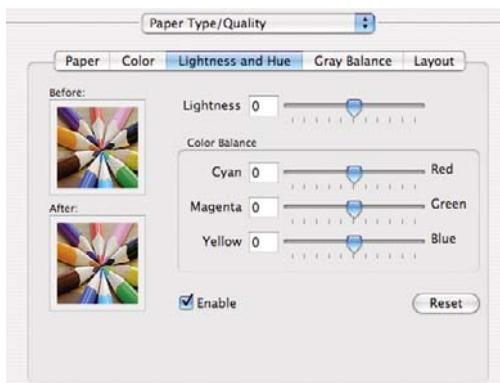 Paper Type/Quality
Paper Color Lightness and Hue Gray Balance Layout
Before:
Lightness 0
Color Balance
Cyan 0 Red
After:
Magenta 0 Green
Yellow 0 Blue
Enable Reset